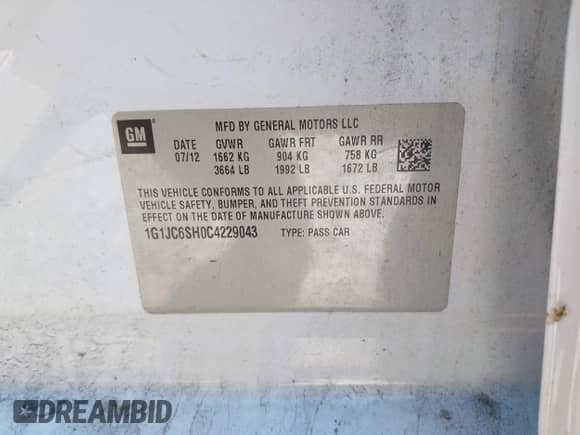 GM
MFD BY GENERAL MOTORS LLC
DATE GVWR GAWR FRT GAWR RR
07/12 1662 KG 904 KG 758 KG
3664 LB 1992 LB 1672 LB
THIS VEHICLE CONFORMS TO ALL APPLICABLE U.S. FEDERAL MOTOR
VEHICLE SAFETY, BUMPER, AND THEFT PREVENTION STANDARDS IN
EFFECT ON THE DATE OF MANUFACTURE SHOWN ABOVE.
1G1JC6SH0C4229043 TYPE: PASS CAR
DREAMBID